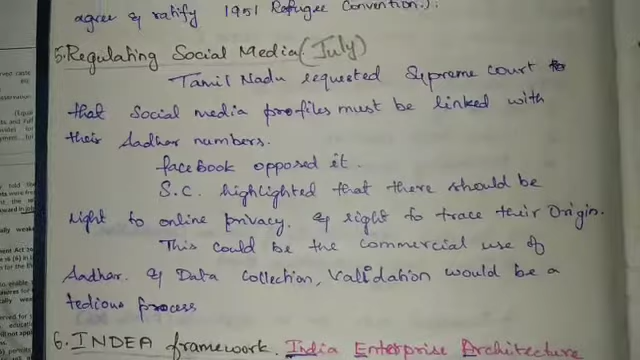 agree & ratify 1951 Refugee Convention.).
5. Regulating Social Media (July)
Tamil Nadu requested Supreme court
that social media profiles must be linked with
their Aadhar numbers.
facebook opposed it.
S.C. highlighted that there should be
right to online privacy. & right to trace their Origin.
This could be the commercial use of
Aadhar. & Data collection, Validation would be a
tedious process
6. INDEA framework. India Enterprise Architecture